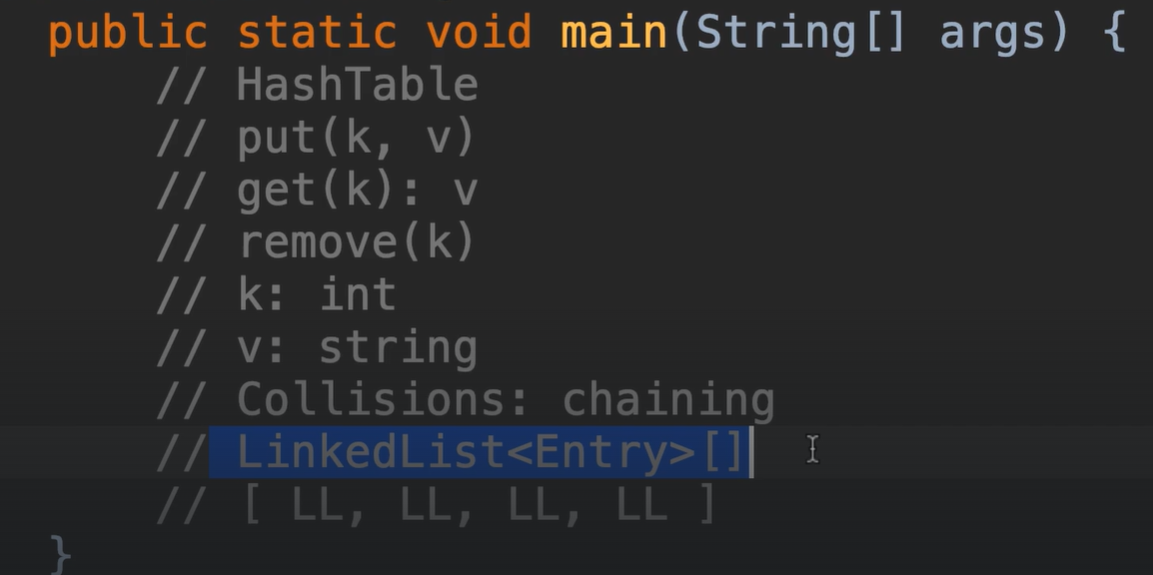 public static void main(String[] args) {
// HashTable
// put(k, v)
// get(k): v
// remove(k)
// k: int
// v: string
// Collisions: chaining
// LinkedList<Entry>[]
// [ LL, LL, LL, LL ]
}